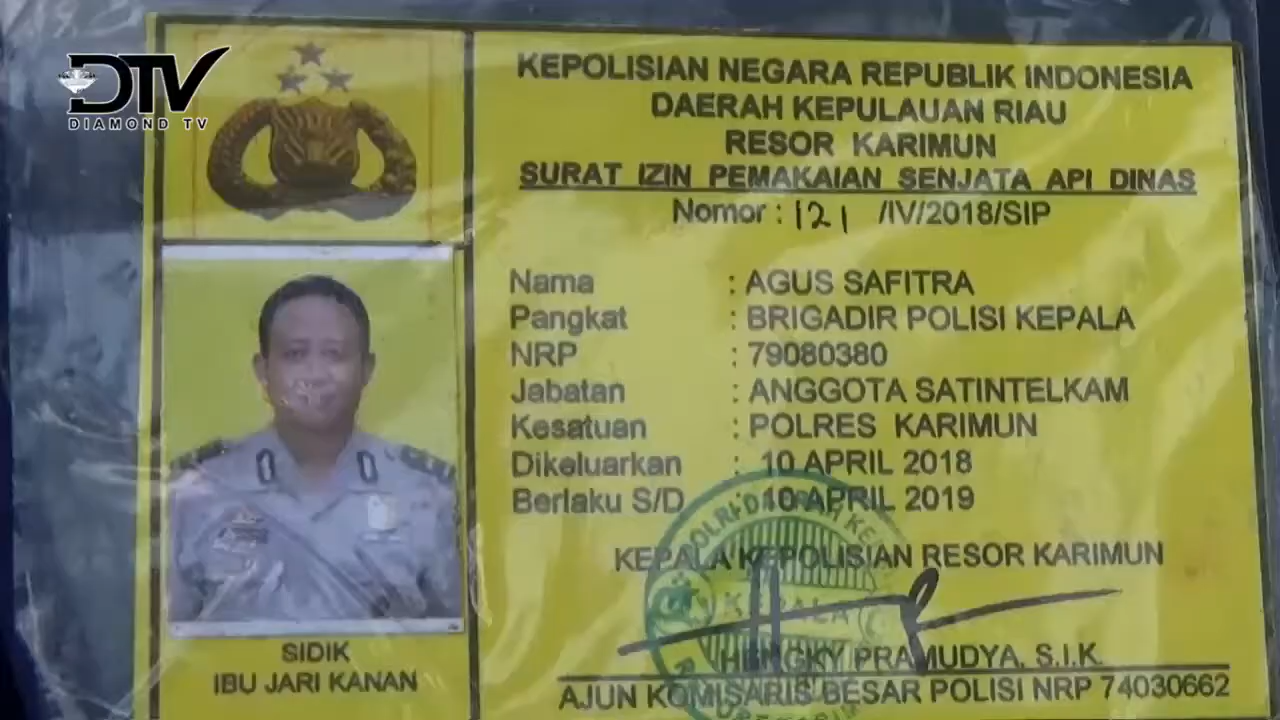 DTV
DIAMOND TV
KEPOLISIAN NEGARA REPUBLIK INDONESIA
DAERAH KEPULAUAN RIAU
RESOR KARIMUN
SURAT IZIN PEMAKAIAN SENJATA API DINAS
Nomor : 121 /IV/2018/SIP
Nama : AGUS SAFITRA
Pangkat : BRIGADIR POLISI KEPALA
NRP : 79080380
Jabatan : ANGGOTA SATINTELKAM
Kesatuan : POLRES KARIMUN
Dikeluarkan : 10 APRIL 2018
Berlaku S/D : 10 APRIL 2019
KEPALA KEPOLISIAN RESOR KARIMUN
KEPALA
HENGKY PRAMUDYA, S.I.K.
AJUN KOMISARIS BESAR POLISI NRP 74030662
SIDIK
IBU JARI KANAN